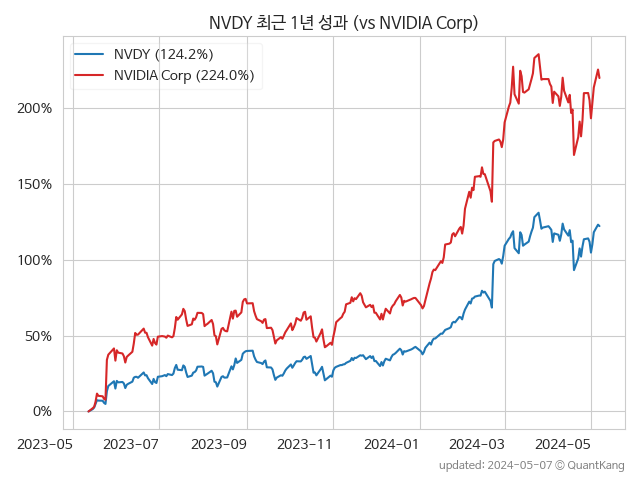 NVDY 최근 1년 성과 (vs NVIDIA Corp)
NVDY (124.2%)
NVIDIA Corp (224.0%)
200%
150%
100%
50%
0%
2023-05 2023-07 2023-09 2023-11 2024-01 2024-03 2024-05
updated: 2024-05-07 © QuantKang